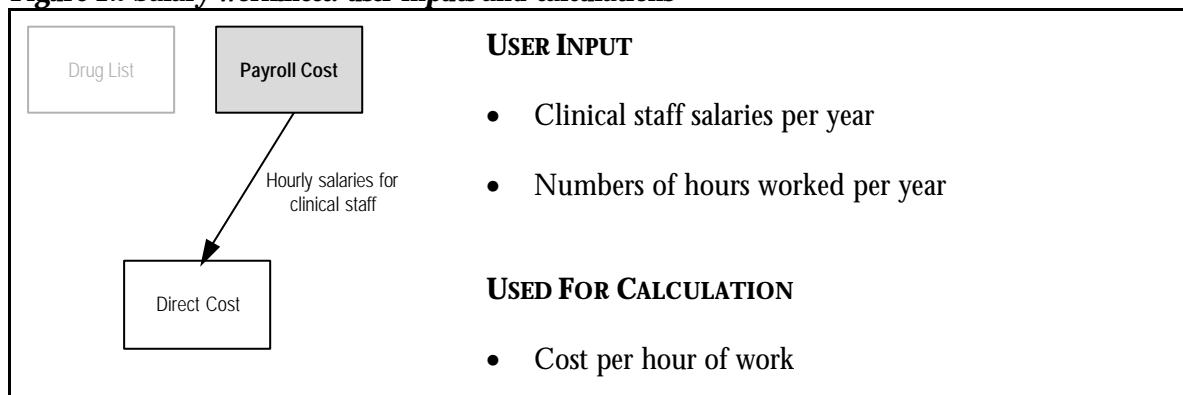 Drug List
Payroll Cost
Hourly salaries for
clinical staff
Direct Cost
USER INPUT
• Clinical staff salaries per year
• Numbers of hours worked per year
USED FOR CALCULATION
• Cost per hour of work